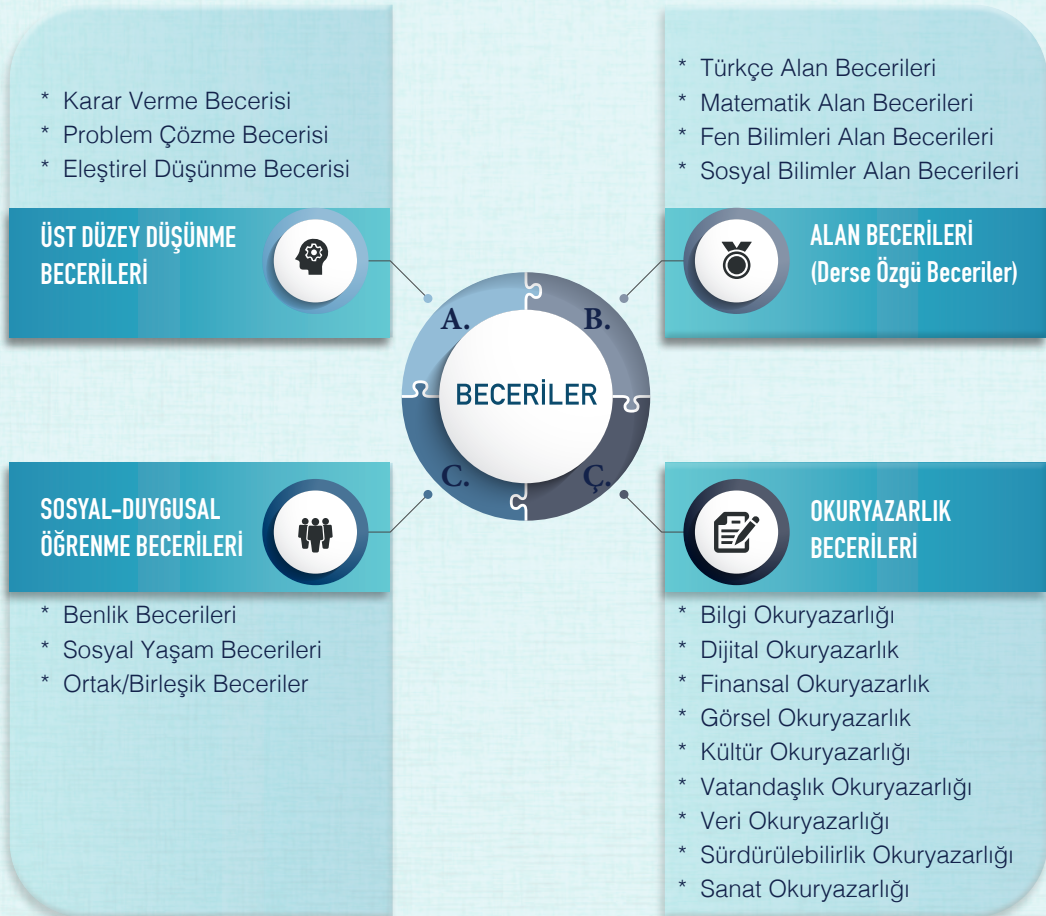 * Karar Verme Becerisi
* Problem Çözme Becerisi
* Eleştirel Düşünme Becerisi
ÜST DÜZEY DÜŞÜNME
BECERİLERİ
* Türkçe Alan Becerileri
* Matematik Alan Becerileri
* Fen Bilimleri Alan Becerileri
* Sosyal Bilimler Alan Becerileri
ALAN BECERİLERİ
(Derse Özgü Beceriler)
A.
B.
BECERİLER
C.
Ç.
SOSYAL-DUYGUSAL
ÖĞRENME BECERİLERİ
* Benlik Becerileri
* Sosyal Yaşam Becerileri
* Ortak/Birleşik Beceriler
OKURYAZARLIK
BECERİLERİ
* Bilgi Okuryazarlığı
* Dijital Okuryazarlık
* Finansal Okuryazarlık
* Görsel Okuryazarlık
* Kültür Okuryazarlığı
* Vatandaşlık Okuryazarlığı
* Veri Okuryazarlığı
* Sürdürülebilirlik Okuryazarlığı
* Sanat Okuryazarlığı